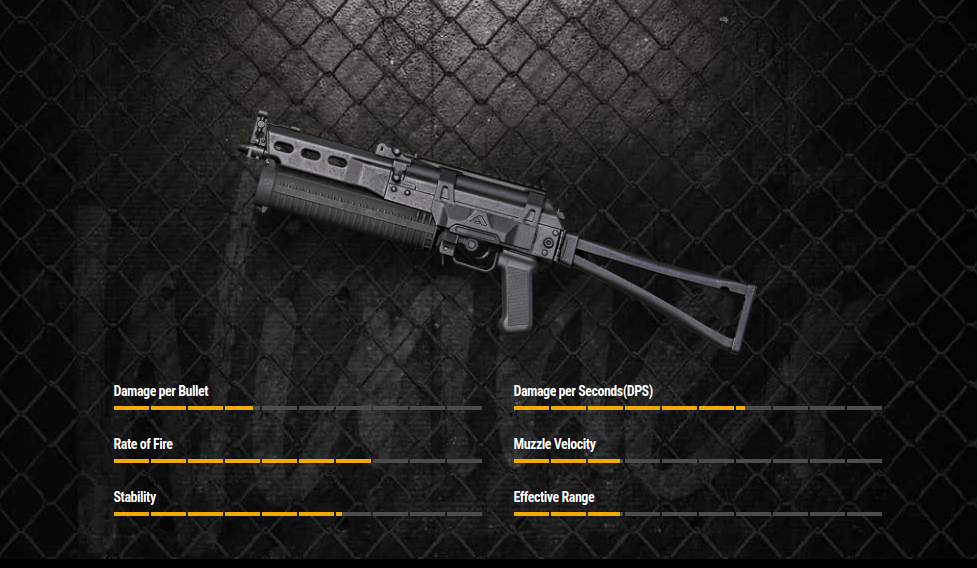 Damage per Bullet
Damage per Seconds(DPS)
Rate of Fire
Muzzle Velocity
Stability
Effective Range